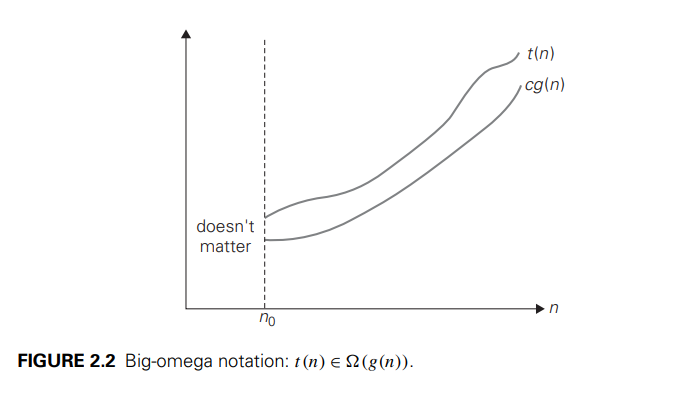 t(n)
cg(n)
doesn't
matter
n
n₀
FIGURE 2.2 Big-omega notation: t(n) ∈ Ω(g(n)).